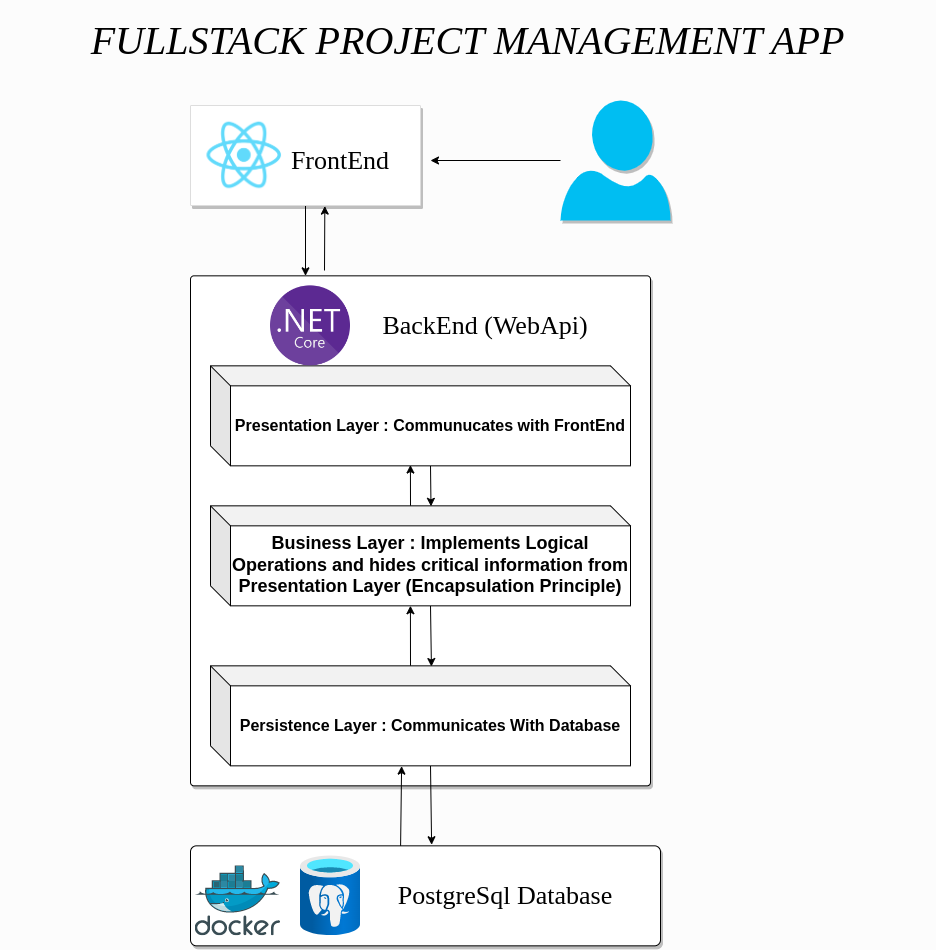 FULLSTACK PROJECT MANAGEMENT APP
FrontEnd
.NET
Core
BackEnd (WebApi)
Presentation Layer : Communucates with FrontEnd
Business Layer : Implements Logical
Operations and hides critical information from
Presentation Layer (Encapsulation Principle)
Persistence Layer : Communicates With Database
docker
PostgreSql Database